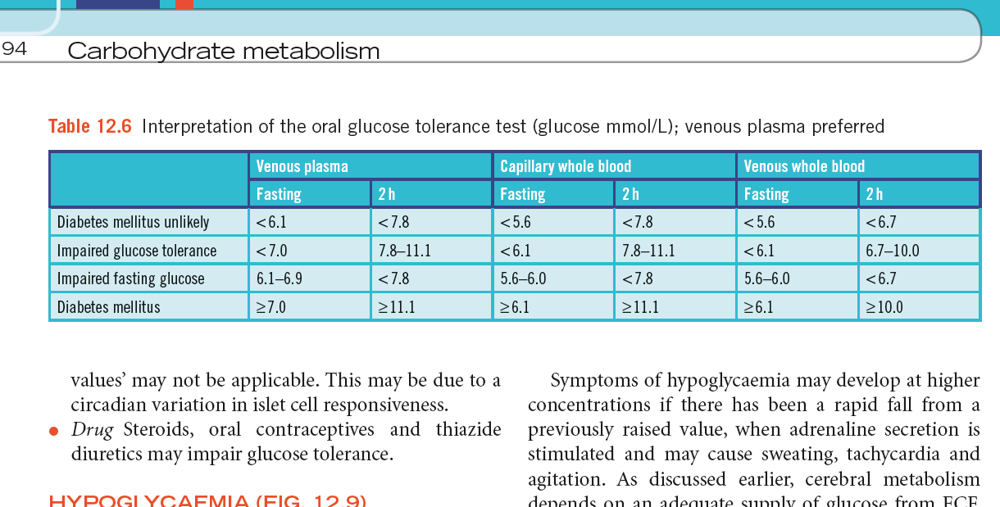 94 Carbohydrate metabolism
Table 12.6 Interpretation of the oral glucose tolerance test (glucose mmol/L); venous plasma preferred
Venous plasma Capillary whole blood Venous whole blood
Fasting 2 h Fasting 2 h Fasting 2 h
Diabetes mellitus unlikely <6.1 <7.8 <5.6 <7.8 <5.6 <6.7
Impaired glucose tolerance <7.0 7.8–11.1 <6.1 7.8–11.1 <6.1 6.7–10.0
Impaired fasting glucose 6.1–6.9 <7.8 5.6–6.0 <7.8 5.6–6.0 <6.7
Diabetes mellitus ≥7.0 ≥11.1 ≥6.1 ≥11.1 ≥6.1 ≥10.0
values’ may not be applicable. This may be due to a
circadian variation in islet cell responsiveness.
● Drug Steroids, oral contraceptives and thiazide
diuretics may impair glucose tolerance.
HYPOGLYCAEMIA (FIG. 12.9)
Symptoms of hypoglycaemia may develop at higher
concentrations if there has been a rapid fall from a
previously raised value, when adrenaline secretion is
stimulated and may cause sweating, tachycardia and
agitation. As discussed earlier, cerebral metabolism
depends on an adequate supply of glucose from ECF,